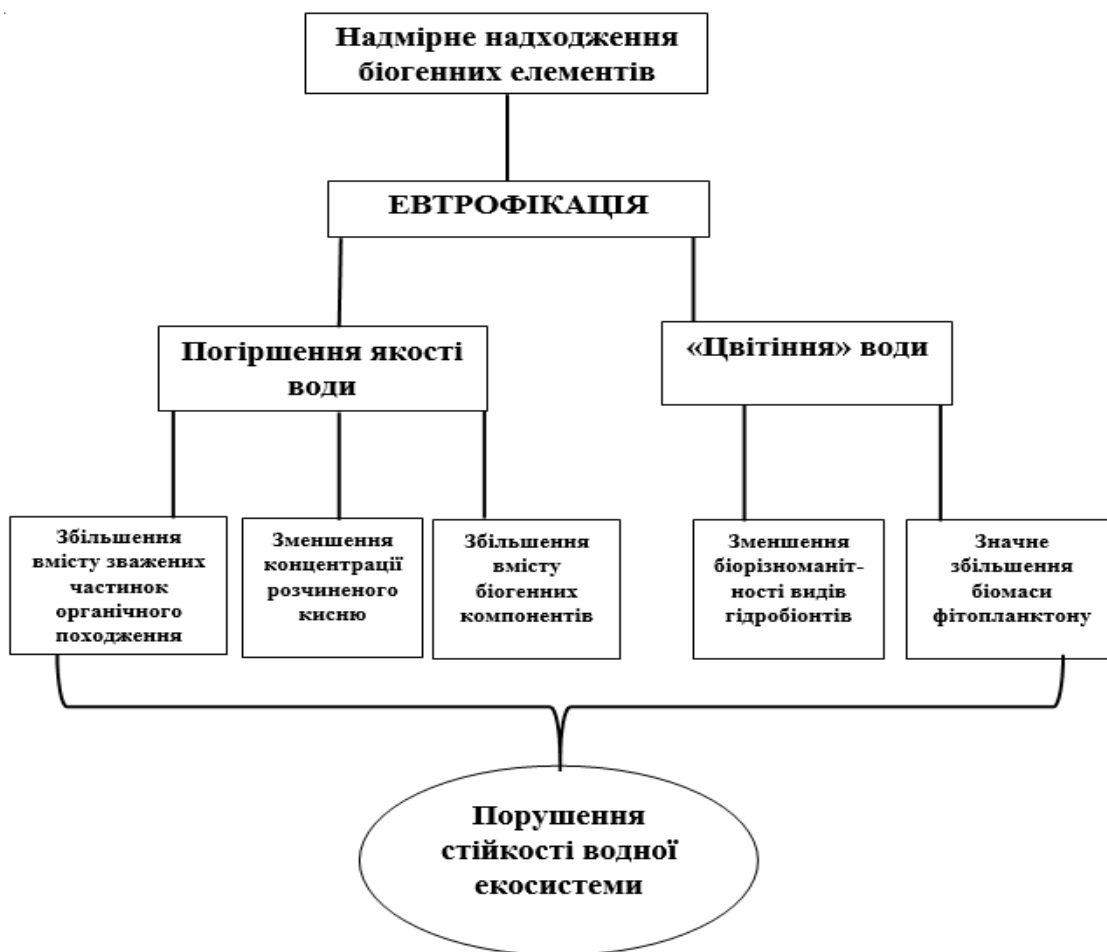 Надмірне надходження
біогенних елементів
ЕВТРОФІКАЦІЯ
Погіршення якості
води
«Цвітіння» води
Збільшення
вмісту зважених
частинок
органічного
походження
Зменшення
концентрації
розчиненого
кисню
Збільшення
вмісту
біогенних
компонентів
Зменшення
біорізноманіт-
ності видів
гідробіонтів
Значне
збільшення
біомаси
фітопланктону
Порушення
стійкості водної
екосистеми